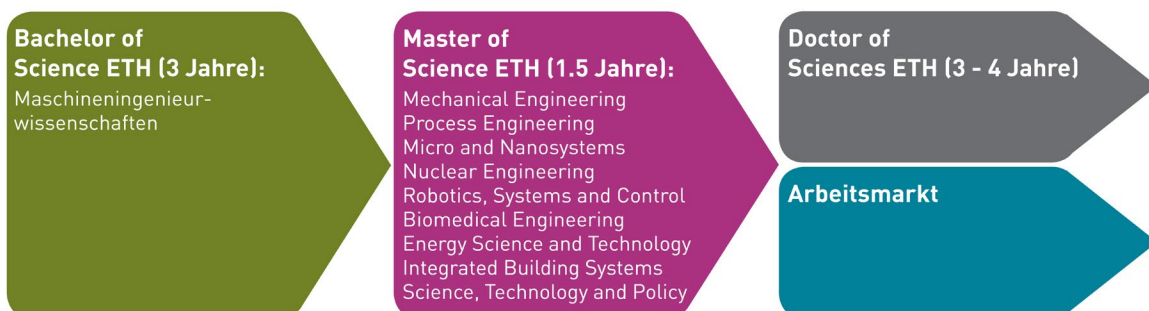 Bachelor of
Science ETH (3 Jahre):
Maschineningenieur-
wissenschaften
Master of
Science ETH (1.5 Jahre):
Mechanical Engineering
Process Engineering
Micro and Nanosystems
Nuclear Engineering
Robotics, Systems and Control
Biomedical Engineering
Energy Science and Technology
Integrated Building Systems
Science, Technology and Policy
Doctor of
Sciences ETH (3 - 4 Jahre)
Arbeitsmarkt